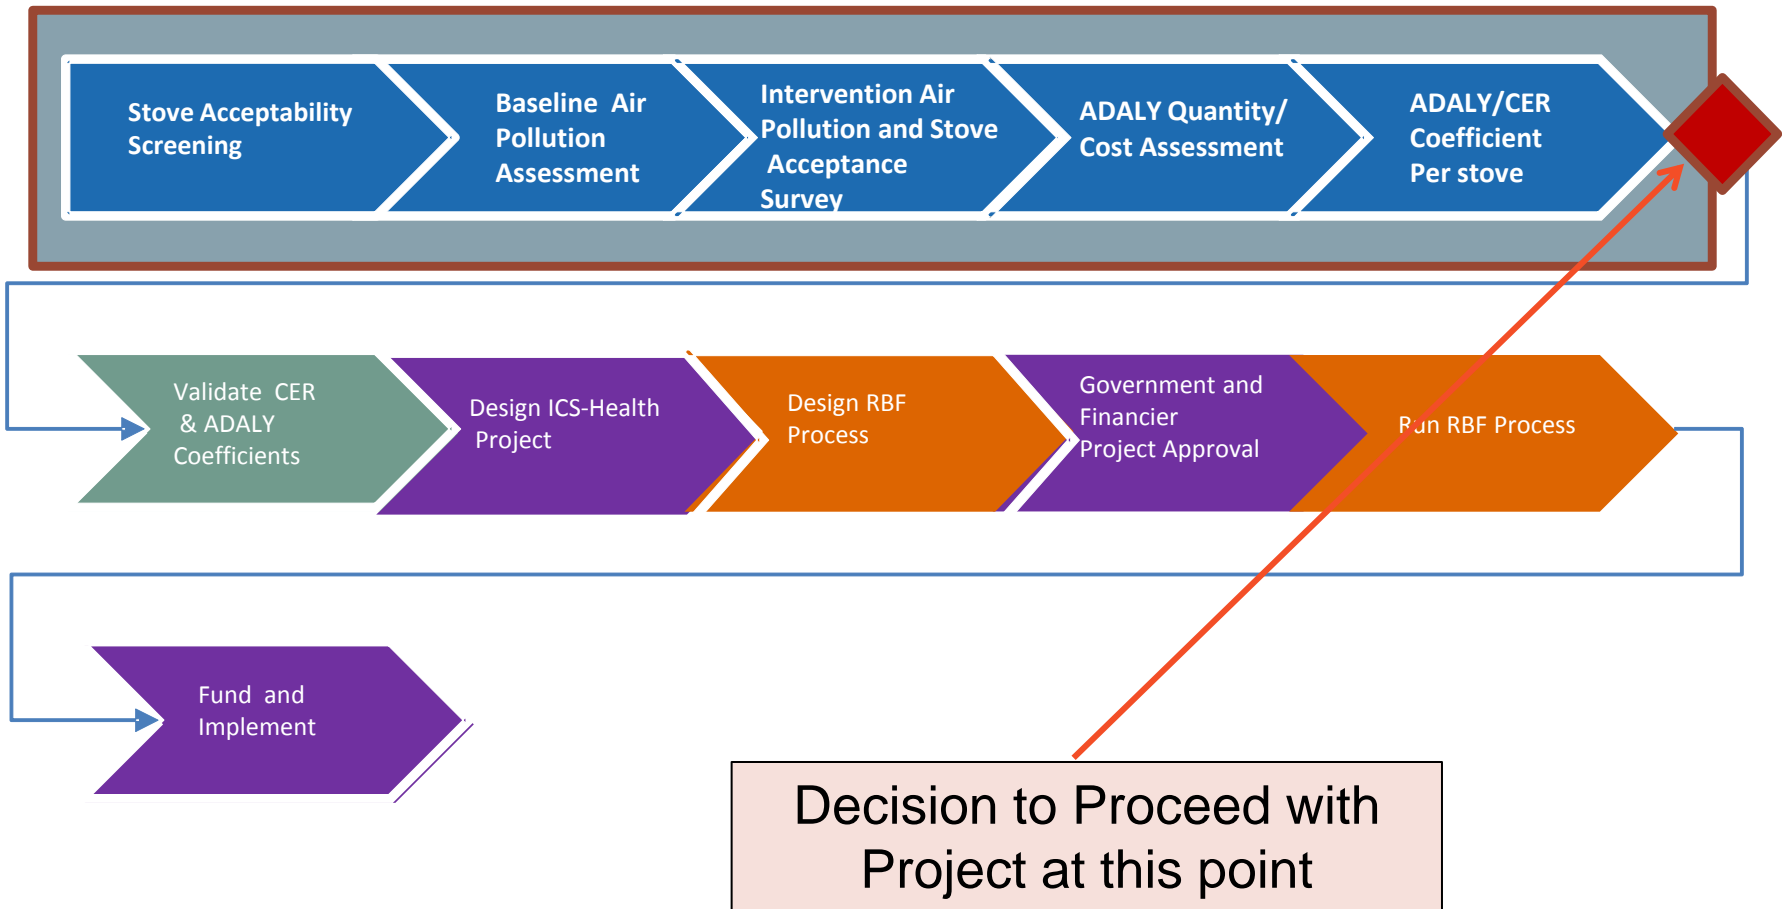 Stove Acceptability
Screening
Baseline Air
Pollution
Assessment
Intervention Air
Pollution and Stove
Acceptance
Survey
ADALY Quantity/
Cost Assessment
ADALY/CER
Coefficient
Per stove
Validate CER
& ADALY
Coefficients
Design ICS-Health
Project
Design RBF
Process
Government and
Financier
Project Approval
Run RBF Process
Fund and
Implement
Decision to Proceed with
Project at this point